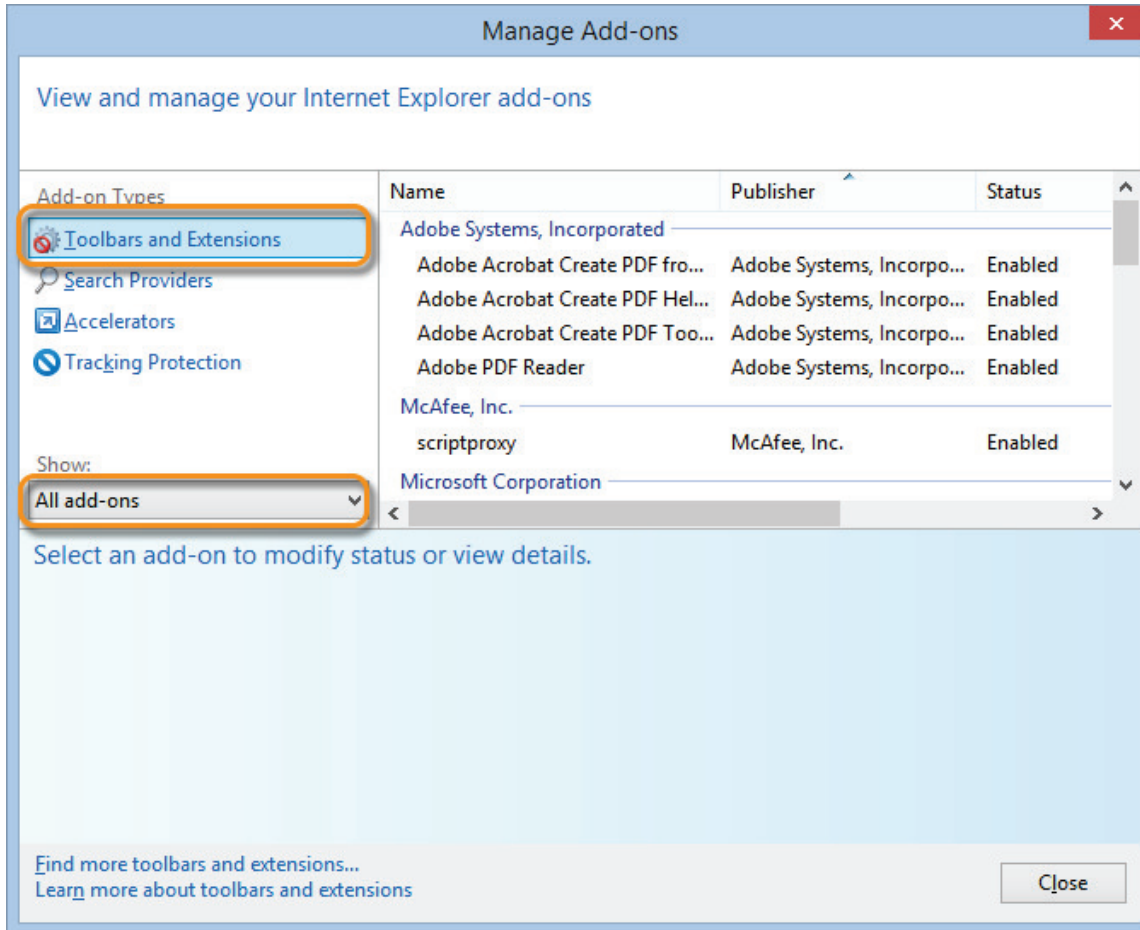 Manage Add-ons
View and manage your Internet Explorer add-ons
Add-on Types
Toolbars and Extensions
Search Providers
Accelerators
Tracking Protection
Show:
All add-ons
Name Publisher Status
Adobe Systems, Incorporated
Adobe Acrobat Create PDF fro... Adobe Systems, Incorpo... Enabled
Adobe Acrobat Create PDF Hel... Adobe Systems, Incorpo... Enabled
Adobe Acrobat Create PDF Too... Adobe Systems, Incorpo... Enabled
Adobe PDF Reader Adobe Systems, Incorpo... Enabled
McAfee, Inc.
scriptproxy McAfee, Inc. Enabled
Microsoft Corporation
Select an add-on to modify status or view details.
Find more toolbars and extensions...
Learn more about toolbars and extensions
Close